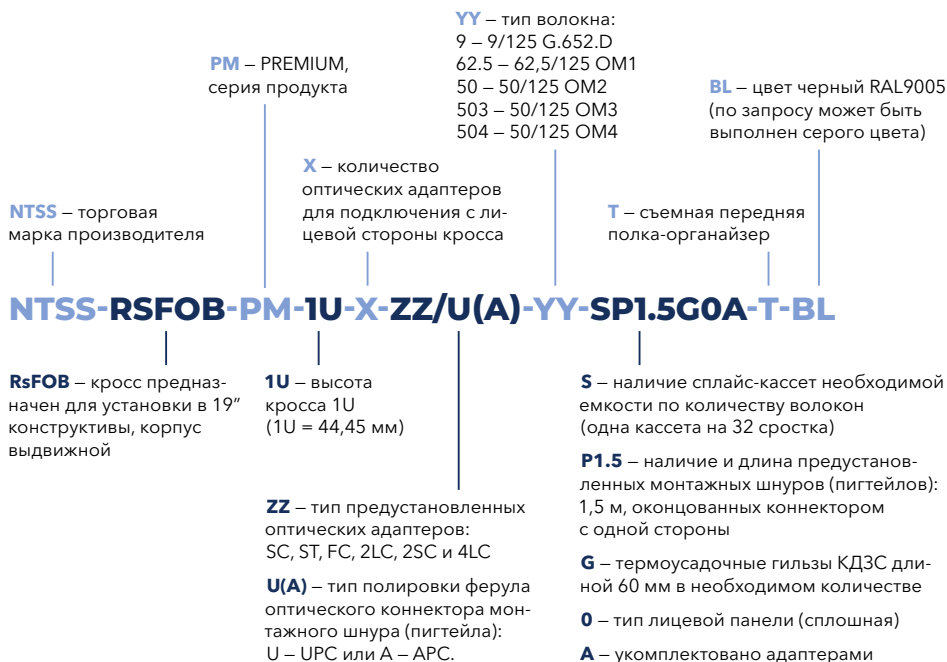 YY – тип волокна:
9 – 9/125 G.652.D
62.5 – 62,5/125 OM1
50 – 50/125 OM2
503 – 50/125 OM3
504 – 50/125 OM4
PM – PREMIUM,
серия продукта
BL – цвет черный RAL9005
(по запросу может быть
выполнен серого цвета)
X – количество
оптических адаптеров
для подключения с ли-
цевой стороны кросса
NTSS – торговая
марка производителя
T – съемная передняя
полка-органайзер
NTSS-RSFOB-PM-1U-X-ZZ/U(A)-YY-SP1.5G0A-T-BL
RsFOB – кросс предназ-
начен для установки в 19”
конструктивы, корпус
выдвижной
1U – высота
кросса 1U
(1U = 44,45 мм)
ZZ – тип предустановленных
оптических адаптеров:
SC, ST, FC, 2LC, 2SC и 4LC
U(A) – тип полировки ферула
оптического коннектора мон-
тажного шнура (пигтейла):
U – UPC или A – APC.
S – наличие сплайс-кассет необходимой
емкости по количеству волокон
(одна кассета на 32 сростка)
P1.5 – наличие и длина предустанов-
ленных монтажных шнуров (пигтейлов):
1,5 м, оконцованных коннектором
с одной стороны
G – термоусадочные гильзы КДЗС дли-
ной 60 мм в необходимом количестве
0 – тип лицевой панели (сплошная)
A – укомплектовано адаптерами